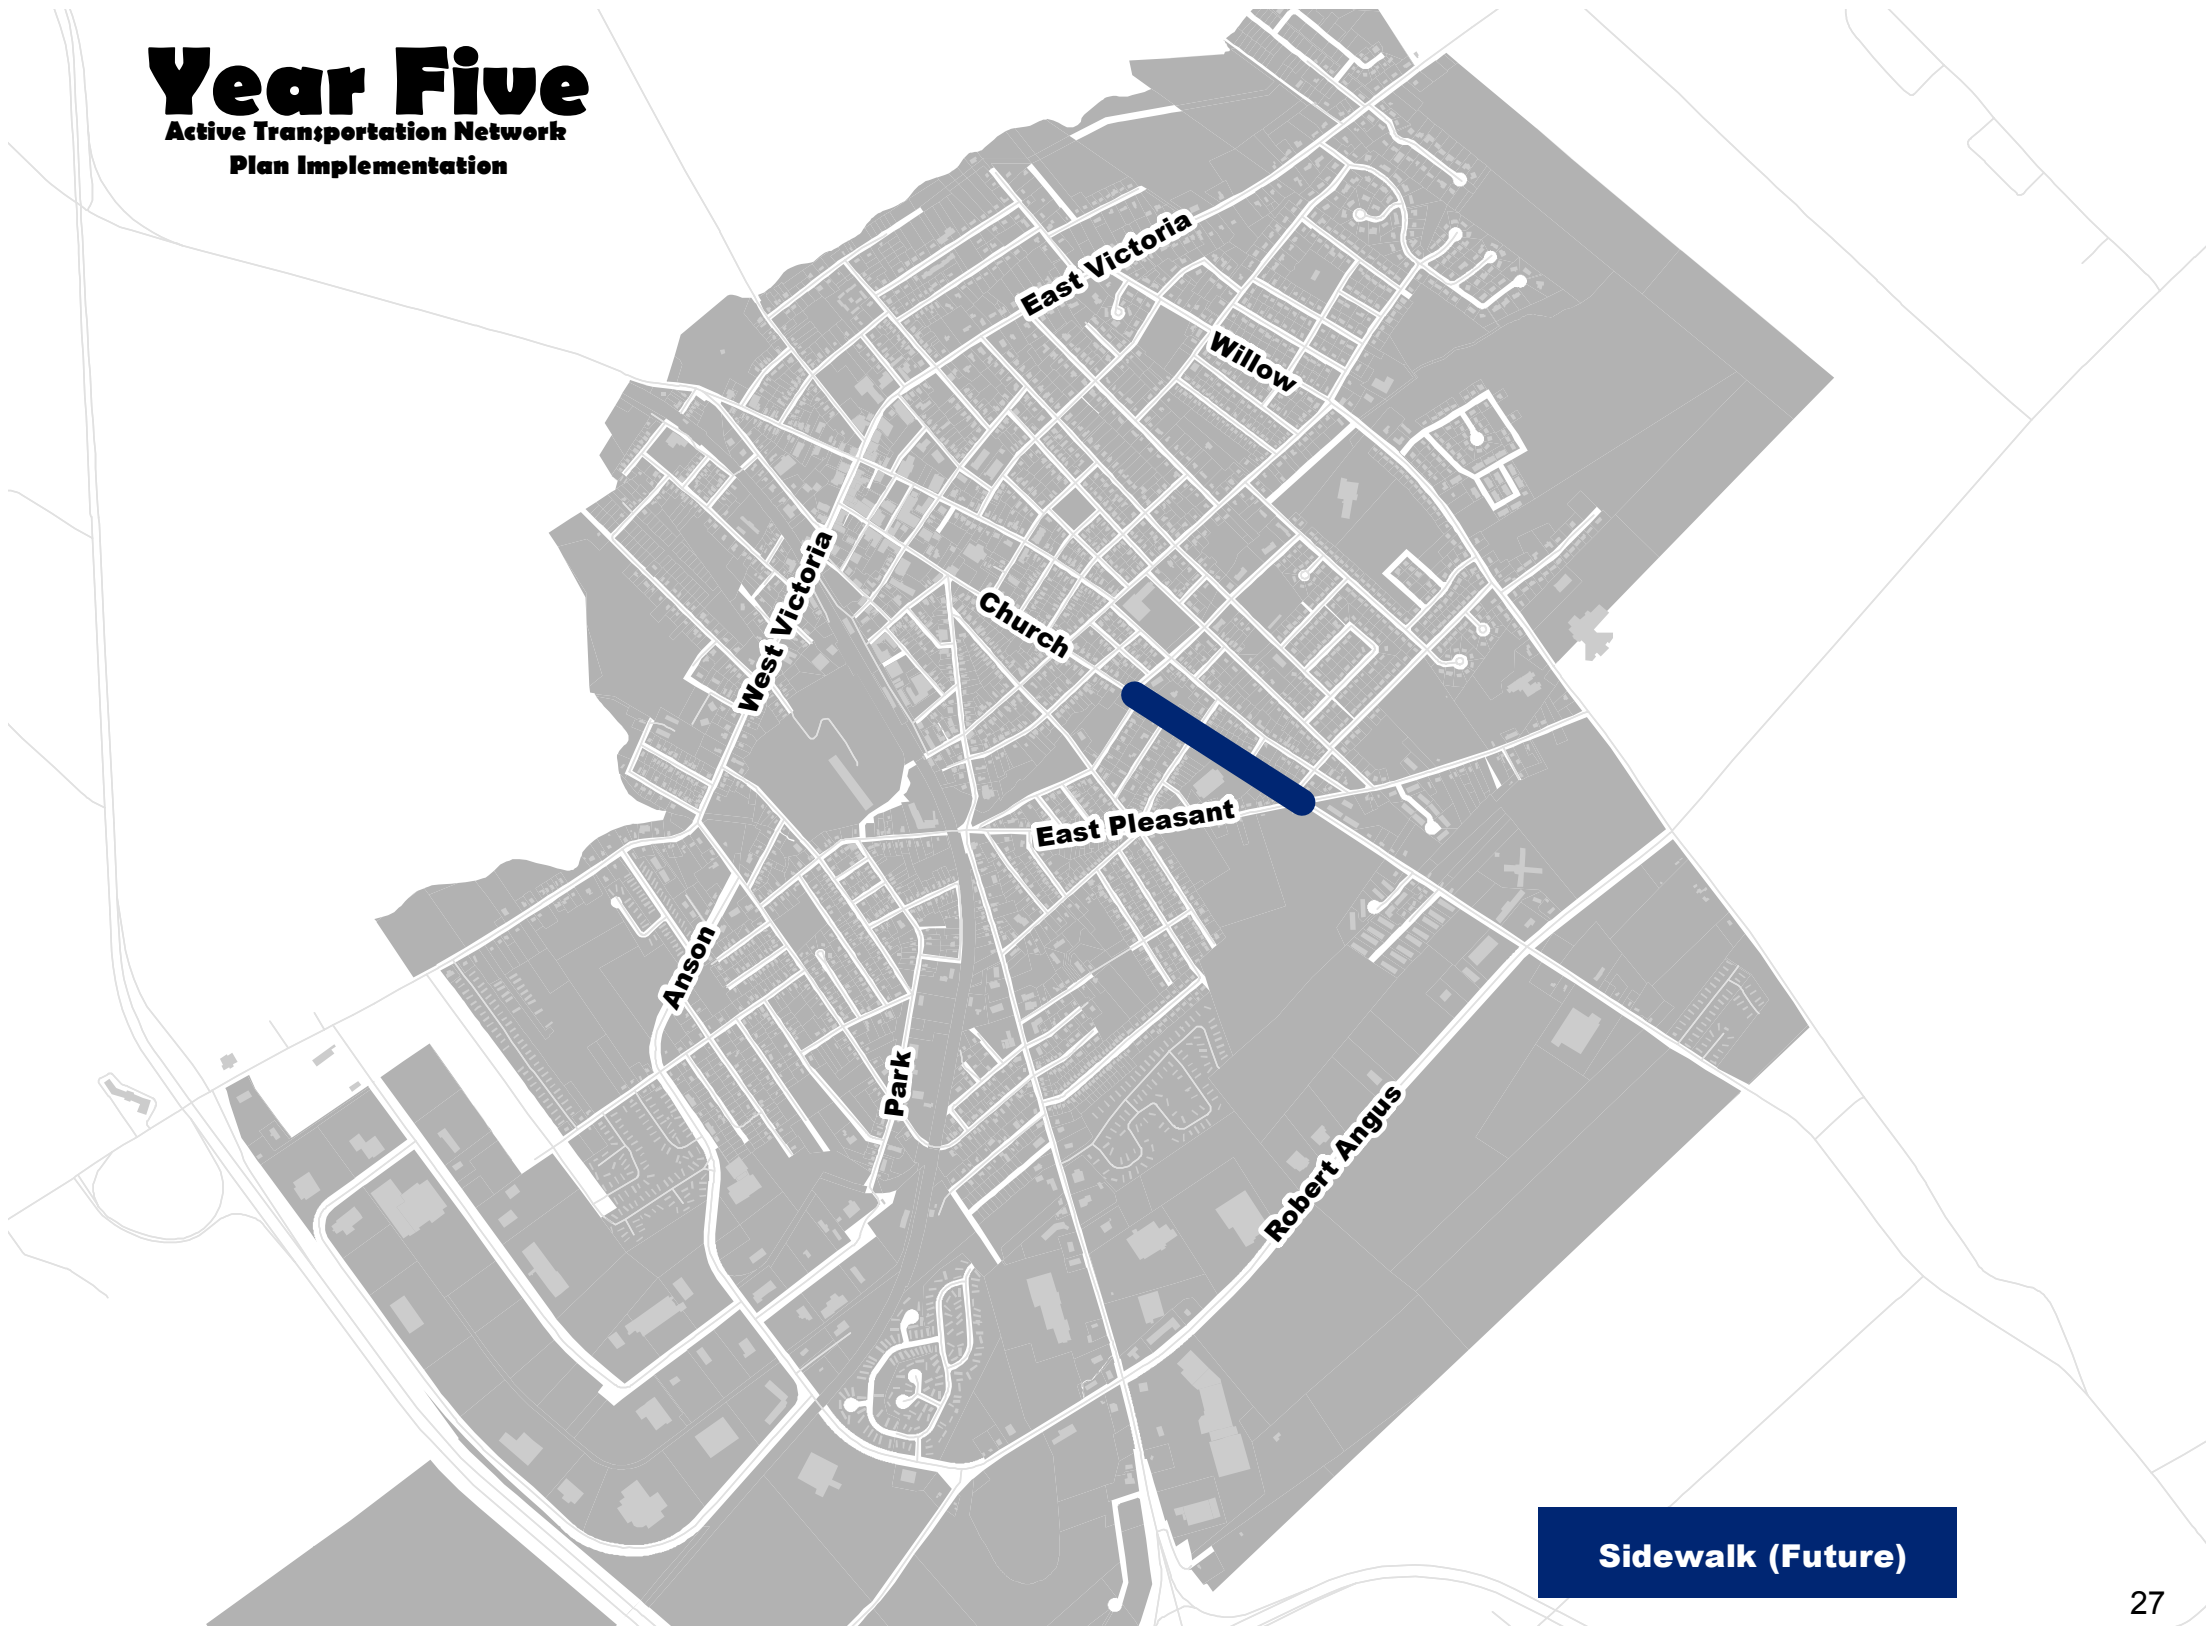 Year Five
Active Transportation Network
Plan Implementation
East Victoria
Willow
West Victoria
Church
East Pleasant
Anson
Park
Robert Angus
Sidewalk (Future)
27